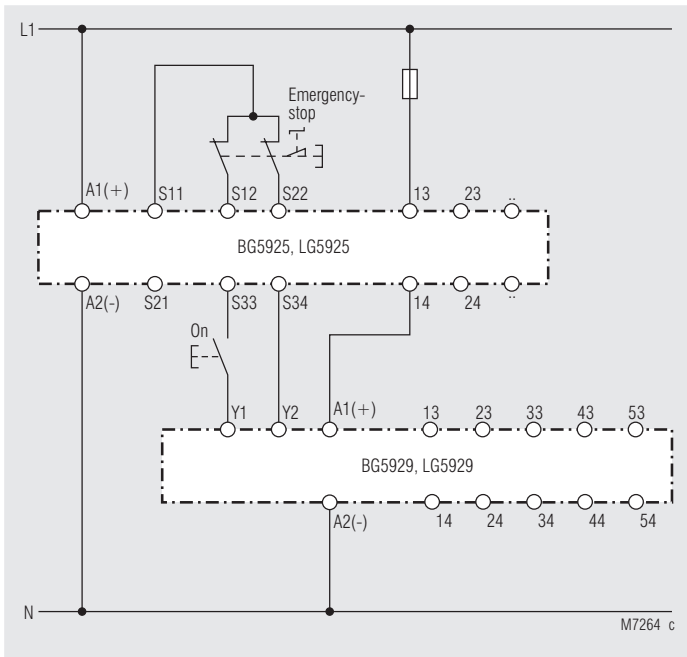 L1
Emergency-
stop
A1(+) S11 S12 S22 13 23 ..
BG5925, LG5925
A2(-) S21 S33 S34 14 24 ..
On
Y1 Y2 A1(+) 13 23 33 43 53
BG5929, LG5929
A2(-) 14 24 34 44 54
N
M7264 c